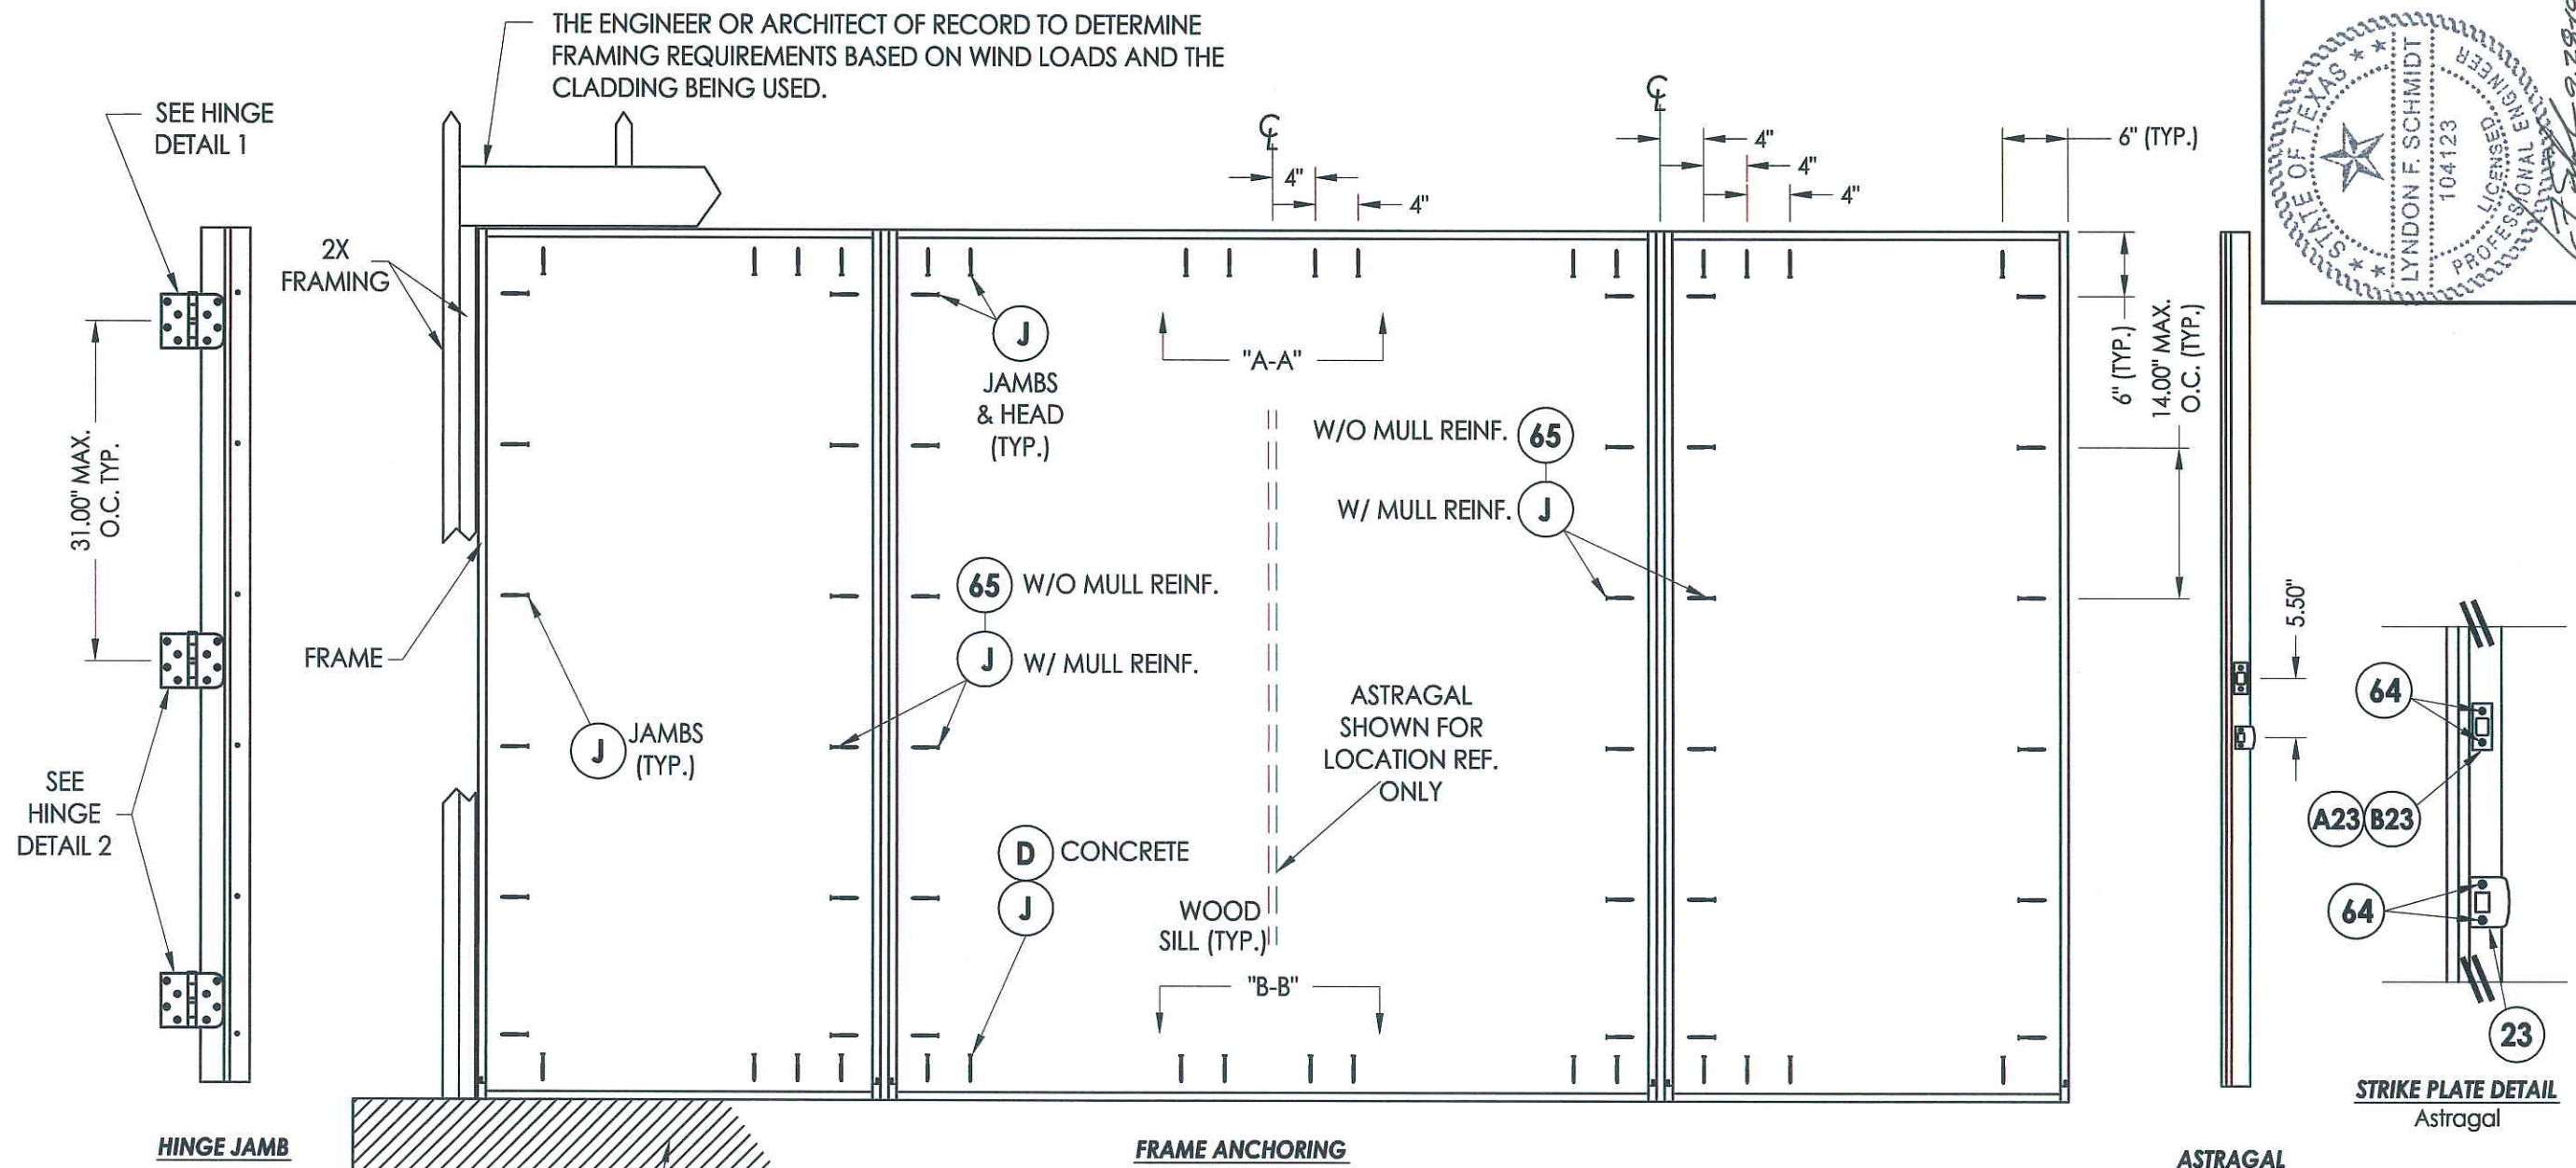 THE ENGINEER OR ARCHITECT OF RECORD TO DETERMINE
FRAMING REQUIREMENTS BASED ON WIND LOADS AND THE
CLADDING BEING USED.
SEE HINGE
DETAIL 1
2X
FRAMING
31.00" MAX.
O.C. TYP.
FRAME
SEE
HINGE
DETAIL 2
HINGE JAMB
℄
4"
4"
℄
4"
4"
4"
6" (TYP.)
J
JAMBS
& HEAD
(TYP.)
"A-A"
W/O MULL REINF. 65
W/ MULL REINF. J
65 W/O MULL REINF.
J W/ MULL REINF.
J JAMBS
(TYP.)
ASTRAGAL
SHOWN FOR
LOCATION REF.
ONLY
D CONCRETE
J
WOOD
SILL (TYP.)
"B-B"
FRAME ANCHORING
6" (TYP.)
14.00" MAX.
O.C. (TYP.)
5.50"
ASTRAGAL
64
A23 B23
64
23
STRIKE PLATE DETAIL
Astragal
STATE OF TEXAS
LYNDON F. SCHMIDT
104123
LICENSED
PROFESSIONAL ENGINEER